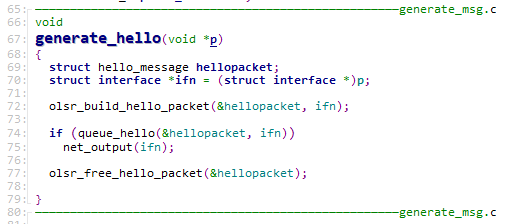 65: generate_msg.c
66: void
67: generate_hello(void *p)
68: {
69: struct hello_message hellopacket;
70: struct interface *ifn = (struct interface *)p;
71:
72: olsr_build_hello_packet(&hellopacket, ifn);
73:
74: if (queue_hello(&hellopacket, ifn))
75: net_output(ifn);
76:
77: olsr_free_hello_packet(&hellopacket);
78:
79: }
80: generate_msg.c